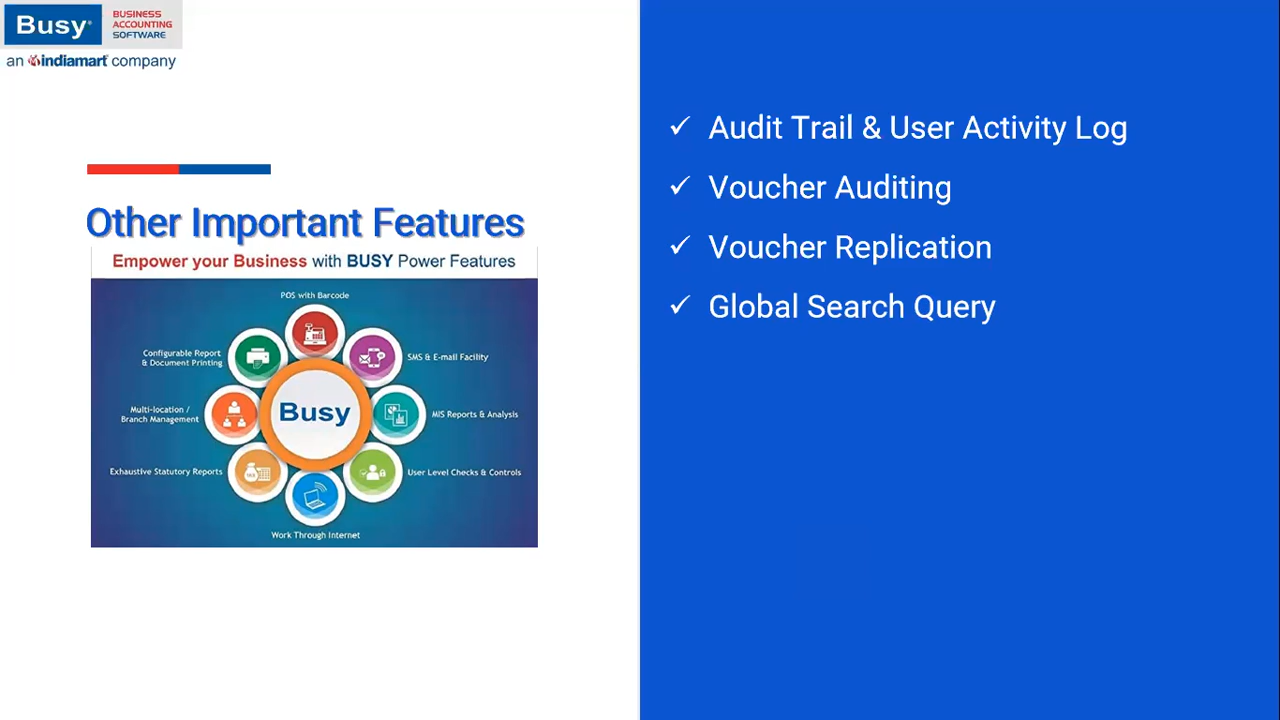 Busy
BUSINESS
ACCOUNTING
SOFTWARE
an indiamart company
Other Important Features
Empower your Business with BUSY Power Features
POS with Barcode
Configurable Report
& Document Printing
SMS & E-mail Facility
Multi-location /
Branch Management
Busy
MIS Reports & Analysis
Exhaustive Statutory Reports
User Level Checks & Controls
Work Through Internet
✓ Audit Trail & User Activity Log
✓ Voucher Auditing
✓ Voucher Replication
✓ Global Search Query